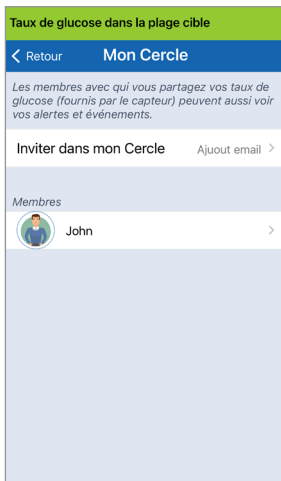 Taux de glucose dans la plage cible
Retour
Mon Cercle
Les membres avec qui vous partagez vos taux de
glucose (fournis par le capteur) peuvent aussi voir
vos alertes et événements.
Inviter dans mon Cercle
Ajuout email
Membres
John